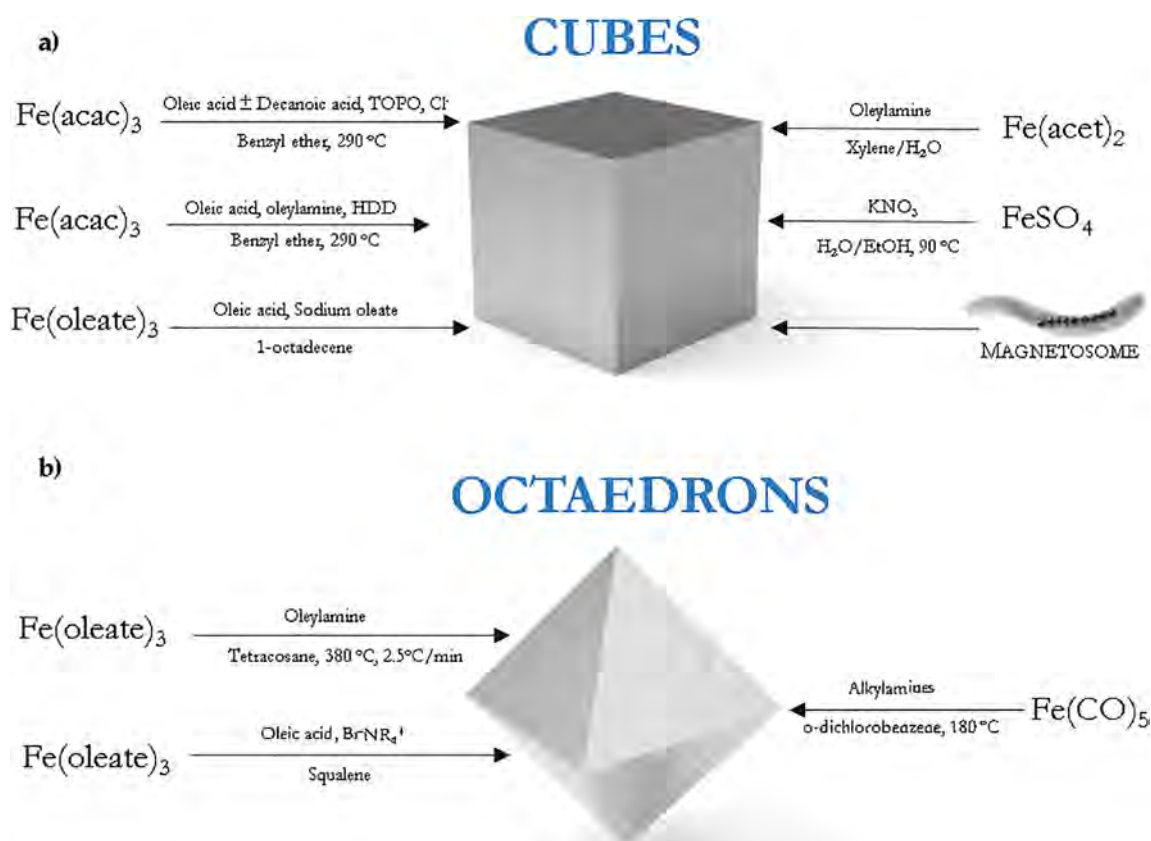 a)
CUBES
Fe(acac)₃
Oleic acid ± Decanoic acid, TOPO, Cl⁻
Benzyl ether, 290 °C
Oleylamine
Xylene/H₂O
Fe(acet)₂
Fe(acac)₃
Oleic acid, oleylamine, HDD
Benzyl ether, 290 °C
KNO₃
H₂O/EtOH, 90 °C
FeSO₄
Fe(oleate)₃
Oleic acid, Sodium oleate
1-octadecene
MAGNETOSOME
b)
OCTAEDRONS
Fe(oleate)₃
Oleylamine
Tetracosane, 380 °C, 2.5°C/min
Alkylamines
o-dichlorobeazeae, 180 °C
Fe(CO)₅
Fe(oleate)₃
Oleic acid, BrNR₄⁺
Squalene